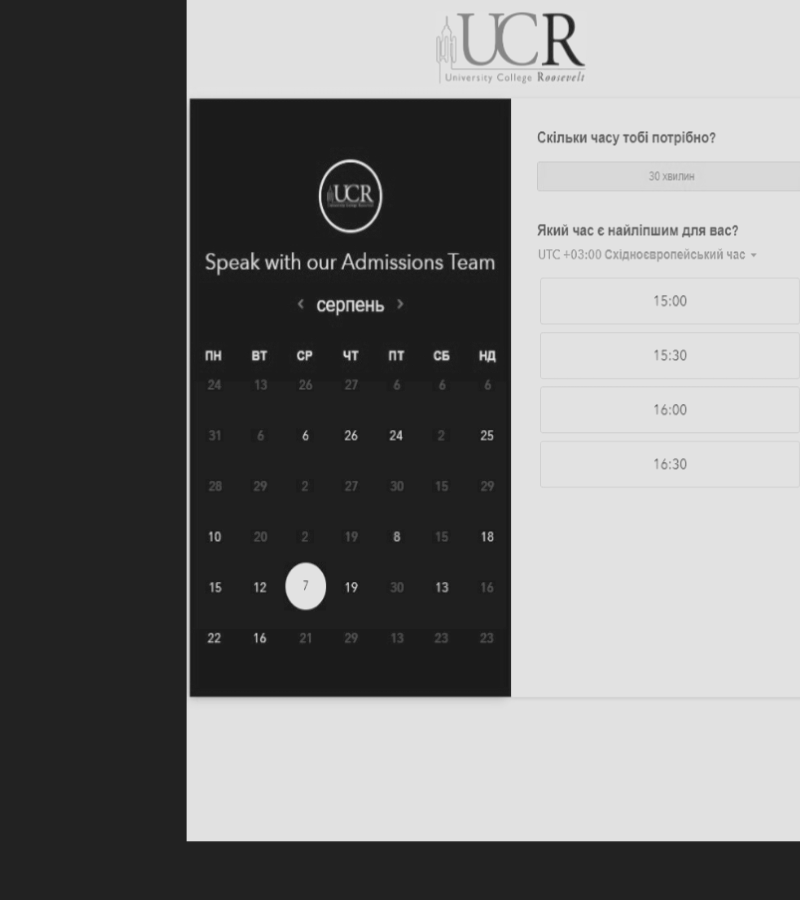 UCR
University College Roosevelt
UCR
Speak with our Admissions Team
серпень
ПН ВТ СР ЧТ ПТ СБ НД
24 13 26 27 6 6 6
31 6 6 26 24 2 25
28 29 2 27 30 15 29
10 20 2 19 8 15 18
15 12 7 19 30 13 16
22 16 21 29 13 23 23
Скільки часу тобі потрібно?
30 хвилин
Який час є найліпшим для вас?
UTC +03:00 Східноєвропейський час
15:00
15:30
16:00
16:30